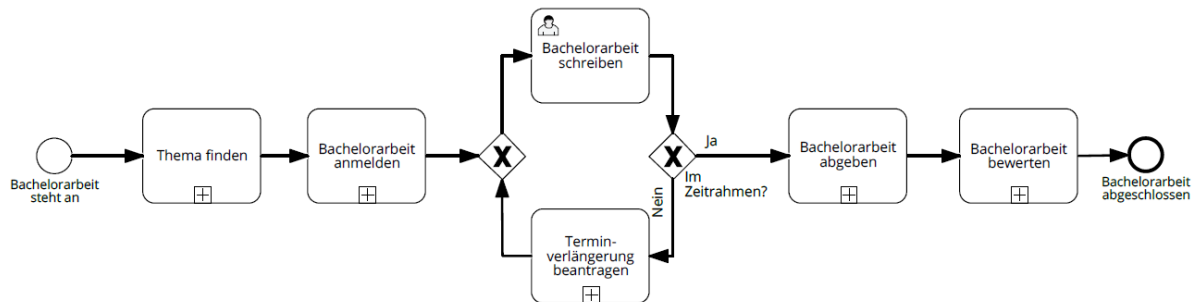 Bachelorarbeit
steht an
Thema finden
Bachelorarbeit
anmelden
Bachelorarbeit
schreiben
Termin-
verlängerung
beantragen
Im
Zeitrahmen?
Ja
Nein
Bachelorarbeit
abgeben
Bachelorarbeit
bewerten
Bachelorarbeit
abgeschlossen